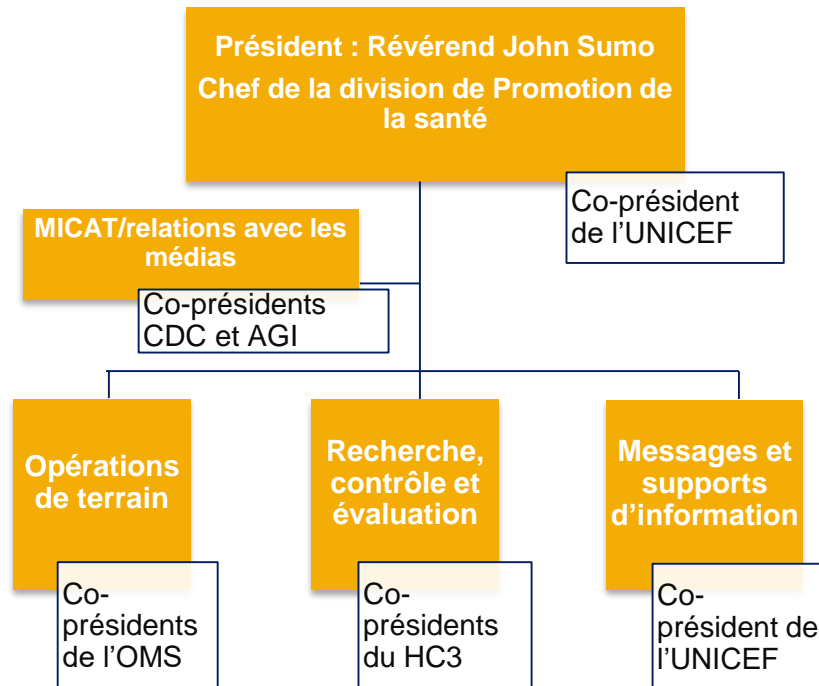 Président : Révérend John Sumo
Chef de la division de Promotion de
la santé
Co-président
de l’UNICEF
MICAT/relations avec les
médias
Co-présidents
CDC et AGI
Opérations
de terrain
Co-
présidents
de l’OMS
Recherche,
contrôle et
évaluation
Co-
présidents
du HC3
Messages et
supports
d’information
Co-
président de
l’UNICEF